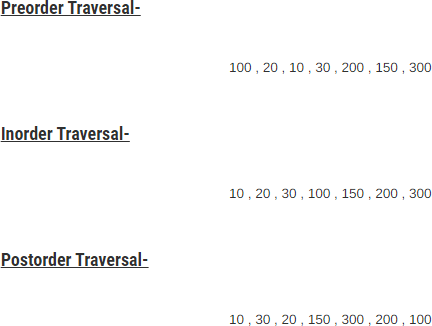 Preorder Traversal-
100 , 20 , 10 , 30 , 200 , 150 , 300
Inorder Traversal-
10 , 20 , 30 , 100 , 150 , 200 , 300
Postorder Traversal-
10 , 30 , 20 , 150 , 300 , 200 , 100